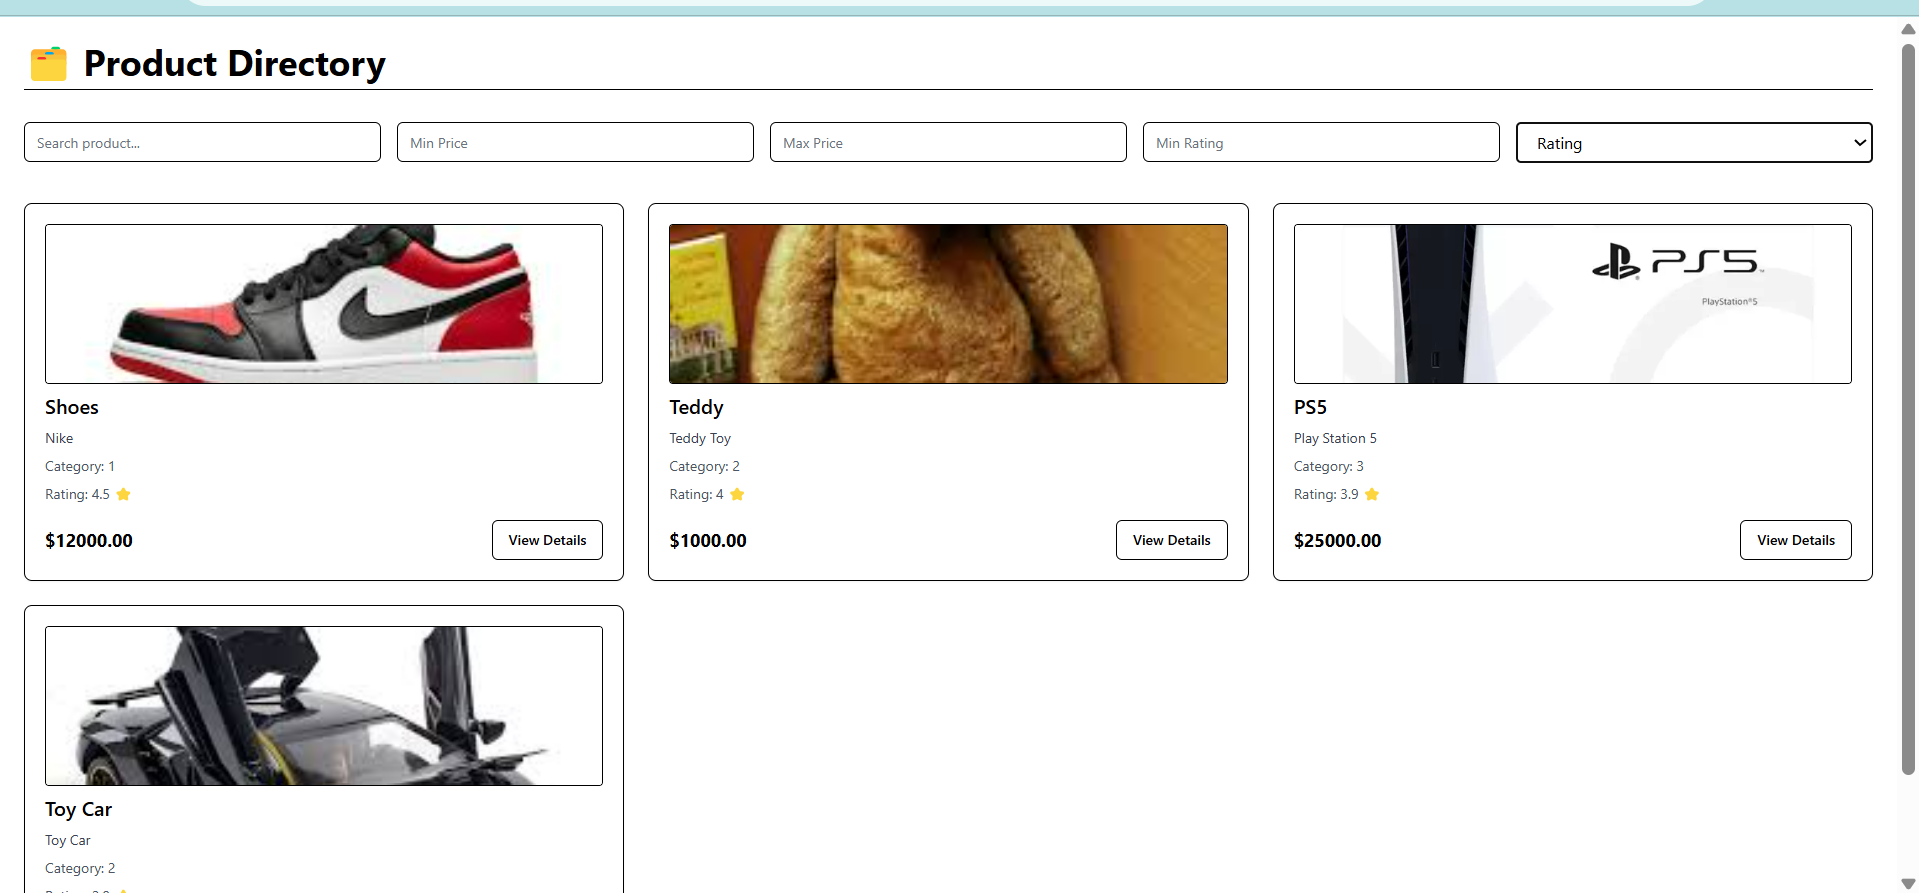 Product Directory
Search product...
Min Price
Max Price
Min Rating
Rating
PS5
PlayStation®5
Shoes
Nike
Category: 1
Rating: 4.5
$12000.00
View Details
Teddy
Teddy Toy
Category: 2
Rating: 4
$1000.00
View Details
PS5
Play Station 5
Category: 3
Rating: 3.9
$25000.00
View Details
Toy Car
Toy Car
Category: 2